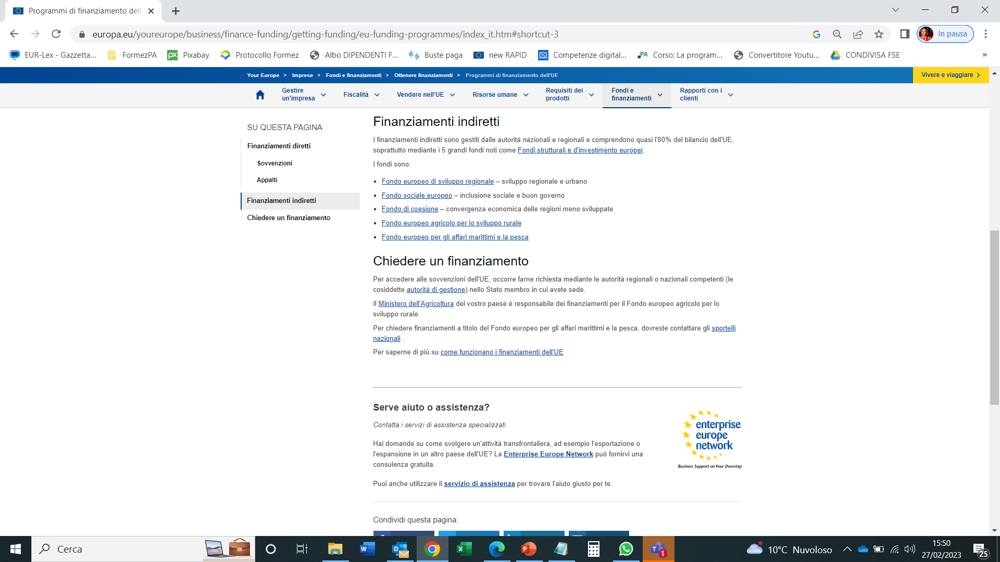 Programmi di finanziamento dell
europa.eu/youreurope/business/finance-funding/getting-funding/eu-funding-programmes/index_it.htm#shortcut-3
In pausa
EUR-Lex - Gazzetta...
FormezPA
Pixabay
Protocollo Formez
Albo DIPENDENTI F...
Buste paga
new RAPID
Competenze digital...
Corso: La program...
Convertitore Youtu...
CONDIVISA FSE
»
Your Europe > Imprese > Fondi e finanziamenti > Ottenere finanziamenti > Programmi di finanziamento dell'UE
Vivere e viaggiare
Gestire
un'impresa
Fiscalità
Vendere nell'UE
Risorse umane
Requisiti dei
prodotti
Fondi e
finanziamenti
Rapporti con i
clienti
SU QUESTA PAGINA
Finanziamenti diretti
Sovvenzioni
Appalti
Finanziamenti indiretti
Chiedere un finanziamento
Finanziamenti indiretti
I finanziamenti indiretti sono gestiti dalle autorità nazionali e regionali e comprendono quasi l'80% del bilancio dell'UE,
soprattutto mediante i 5 grandi fondi noti come Fondi strutturali e d'investimento europei.
I fondi sono:
Fondo europeo di sviluppo regionale – sviluppo regionale e urbano
Fondo sociale europeo – inclusione sociale e buon governo
Fondo di coesione – convergenza economica delle regioni meno sviluppate
Fondo europeo agricolo per lo sviluppo rurale
Fondo europeo per gli affari marittimi e la pesca
Chiedere un finanziamento
Per accedere alle sovvenzioni dell'UE, occorre farne richiesta mediante le autorità regionali o nazionali competenti (le
cosiddette autorità di gestione) nello Stato membro in cui avete sede.
Il Ministero dell'Agricoltura del vostro paese è responsabile dei finanziamenti per il Fondo europeo agricolo per lo
sviluppo rurale.
Per chiedere finanziamenti a titolo del Fondo europeo per gli affari marittimi e la pesca, dovreste contattare gli sportelli
nazionali .
Per saperne di più su come funzionano i finanziamenti dell'UE
Serve aiuto o assistenza?
Contatta i servizi di assistenza specializzati
Hai domande su come svolgere un'attività transfrontaliera, ad esempio l'esportazione o
l'espansione in un altro paese dell'UE? La Enterprise Europe Network può fornirvi una
consulenza gratuita.
Puoi anche utilizzare il servizio di assistenza per trovare l'aiuto giusto per te.
enterprise
europe
network
Business Support on Your Doorstep
Condividi questa pagina:
Cerca
10°C Nuvoloso
15:50
27/02/2023
25
1